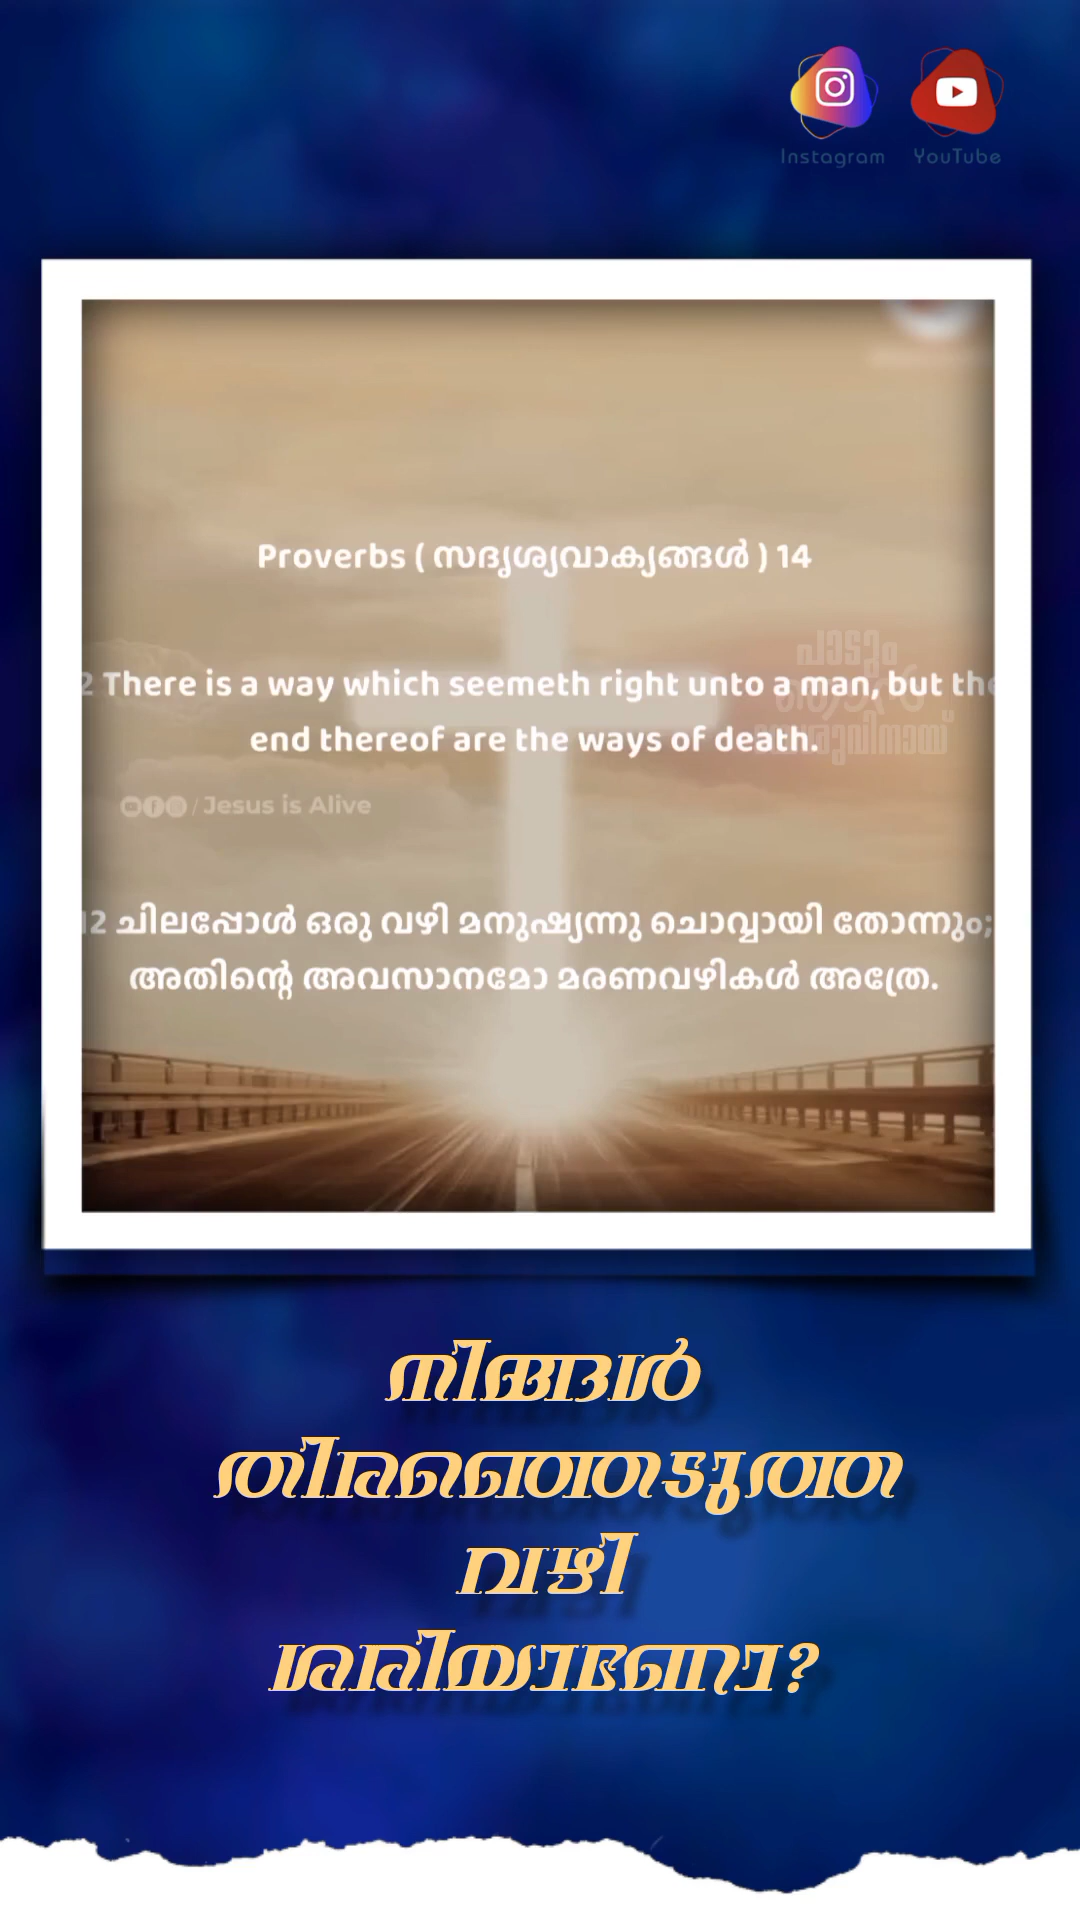 Instagram YouTube
Proverbs ( സദൃശ്യവാക്യങ്ങൾ ) 14
2 There is a way which seemeth right unto a man, but the
end thereof are the ways of death.
പാടും
ഞാൻ
യേശുവിനായ്
/ Jesus is Alive
12 ചിലപ്പോൾ ഒരു വഴി മനുഷ്യന്നു ചൊവ്വായി തോന്നും;
അതിന്റെ അവസാനമോ മരണവഴികൾ അത്രേ.
നിങ്ങൾ
തിരഞ്ഞെടുത്ത
വഴി
ശരിയാണോ?